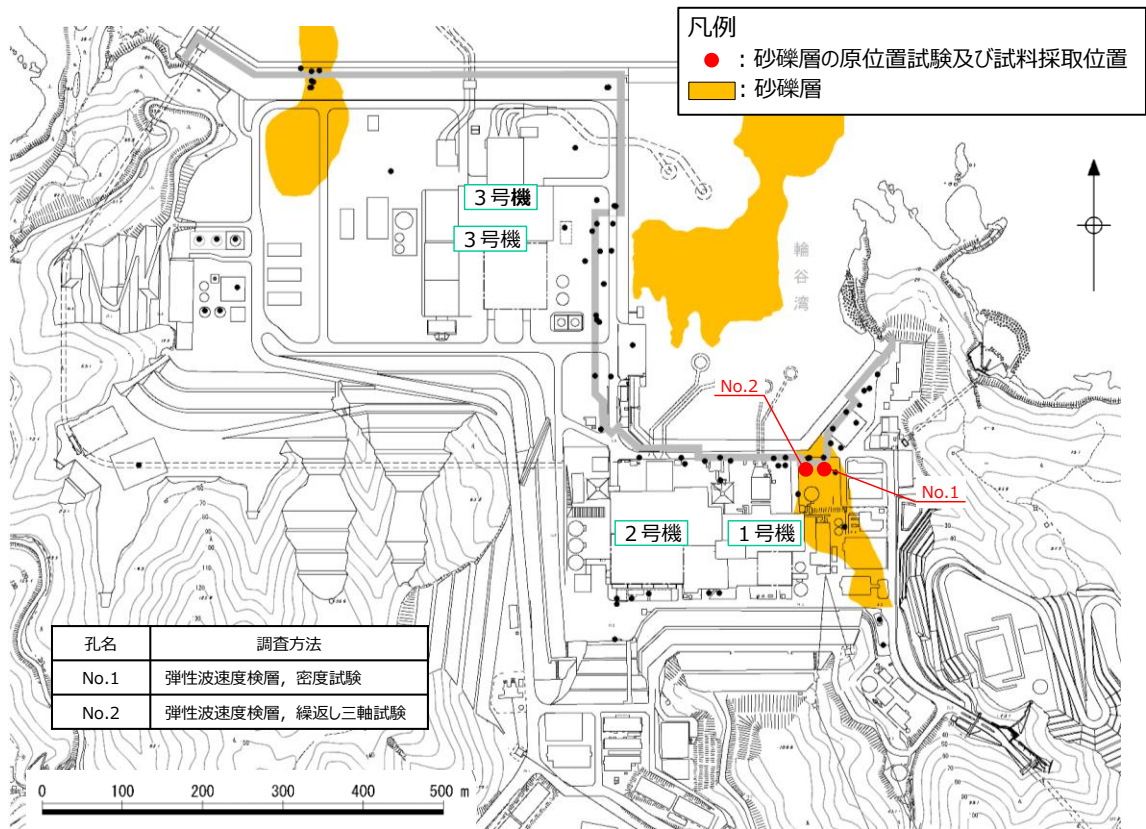 凡例
● : 砂礫層の原位置試験及び試料採取位置
: 砂礫層
3号機
3号機
輪谷湾
No.2
No.1
2号機
1号機
孔名 調査方法
No.1 弾性波速度検層，密度試験
No.2 弾性波速度検層，繰返し三軸試験
0 100 200 300 400 500 m